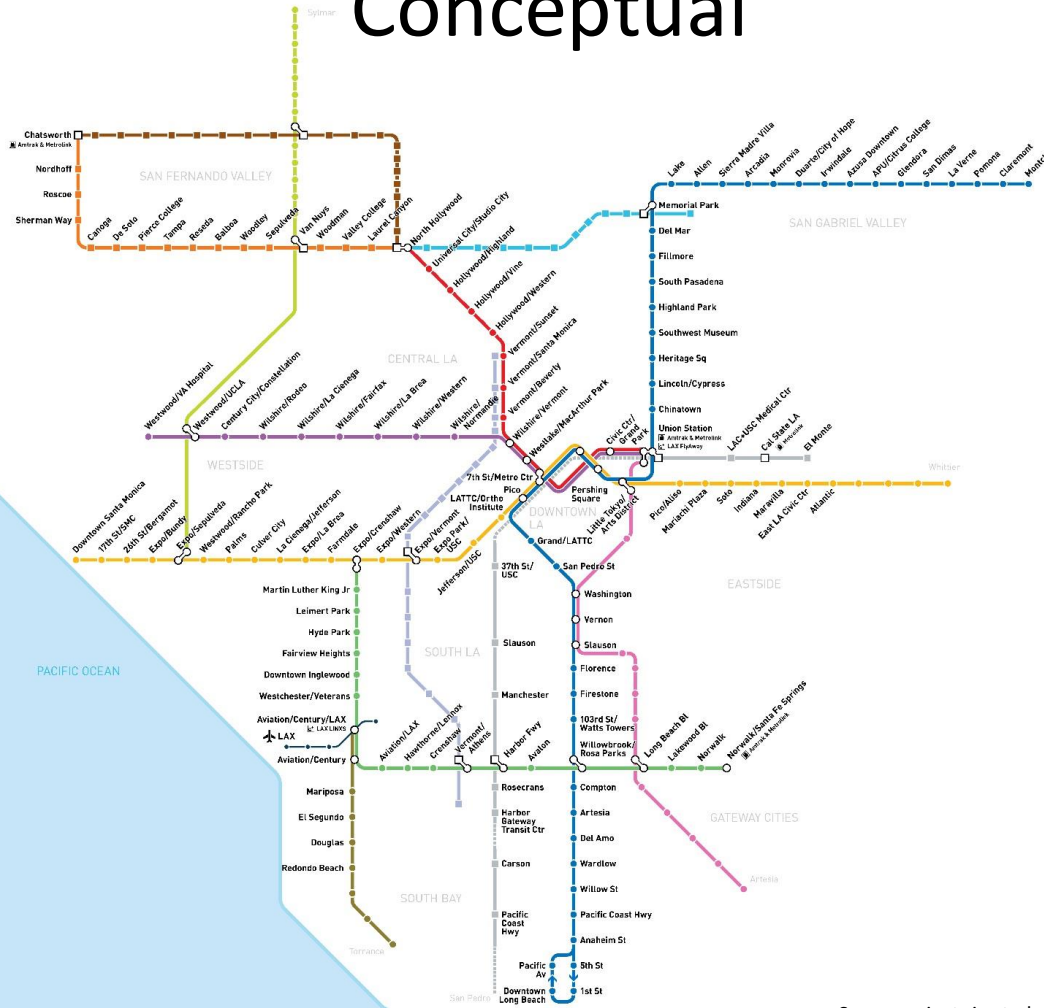 Conceptual
Sylmar
Chatsworth
Amtrak & Metrolink
Nordhoff
Roscoe
Sherman Way
SAN FERNANDO VALLEY
Canoga
De Soto
Pierce College
Tampa
Reseda
Balboa
Woodley
Sepulveda
Van Nuys
Woodman
Valley College
Laurel Canyon
North Hollywood
Universal City/Studio City
Hollywood/Highland
Hollywood/Vine
Hollywood/Western
Vermont/Sunset
Vermont/Santa Monica
Vermont/Beverly
Wilshire/Vermont
Westlake/MacArthur Park
Lake
Allen
Sierra Madre Villa
Arcadia
Monrovia
Duarte/City of Hope
Irwindale
Azusa Downtown
APU/Citrus College
Glendora
San Dimas
La Verne
Pomona
Claremont
Montc
Memorial Park
SAN GABRIEL VALLEY
Del Mar
Fillmore
South Pasadena
Highland Park
Southwest Museum
Heritage Sq
Lincoln/Cypress
Chinatown
Union Station
Amtrak & Metrolink
LAX FlyAway
CENTRAL LA
Westwood/VA Hospital
Westwood/UCLA
Century City/Constellation
Wilshire/Rodeo
Wilshire/La Cienega
Wilshire/Fairfax
Wilshire/La Brea
Wilshire/Western
Wilshire/
Normandie
Civic Ctr/
Grand
Park
LAC+USC Medical Ctr
Cal State LA
Metrolink
El Monte
WESTSIDE
7th St/Metro Ctr
Pico
LATTC/Ortho
Institute
Pershing
Square
DOWNTOWN
LA
Little Tokyo/
Arts District
Whittier
Pico/Aliso
Mariachi Plaza
Soto
Indiana
Maravilla
East LA Civic Ctr
Atlantic
Downtown Santa Monica
17th St/SMC
26th St/Bergamot
Expo/Bundy
Expo/Sepulveda
Westwood/Rancho Park
Palms
Culver City
La Cienega/Jefferson
Expo/La Brea
Farmdale
Expo/Crenshaw
Expo/Western
Expo/Vermont
Expo Park/
USC
Jefferson/USC
Grand/LATTC
San Pedro St
37th St/
USC
Washington
Vernon
Slauson
EASTSIDE
Martin Luther King Jr
Leimert Park
Hyde Park
Fairview Heights
Downtown Inglewood
Westchester/Veterans
SOUTH LA
Slauson
Manchester
Florence
Firestone
103rd St/
Watts Towers
Willowbrook/
Rosa Parks
PACIFIC OCEAN
Aviation/Century/LAX
LAX LINXS
LAX
Aviation/Century
Aviation/LAX
Hawthorne/Lennox
Crenshaw
Vermont/
Athens
Harbor Fwy
Avalon
Long Beach Bl
Lakewood Bl
Norwalk
Norwalk/Santa Fe Springs
Amtrak & Metrolink
Mariposa
El Segundo
Douglas
Redondo Beach
Torrance
SOUTH BAY
Rosecrans
Harbor
Gateway
Transit Ctr
Carson
Pacific
Coast
Hwy
San Pedro
Compton
Artesia
Del Amo
Wardlow
Willow St
Pacific Coast Hwy
Anaheim St
GATEWAY CITIES
Artesia
Pacific
Av
5th St
Downtown
Long Beach
1st St